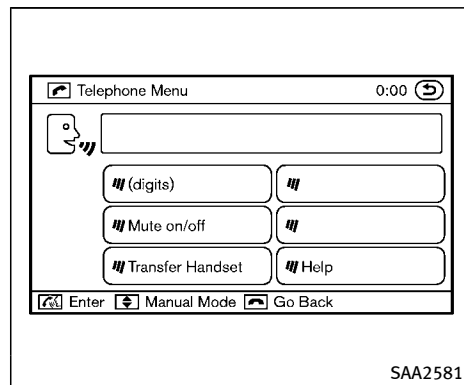 Telephone Menu 0:00
(digits)
Mute on/off
Transfer Handset Help
Enter Manual Mode Go Back
SAA2581